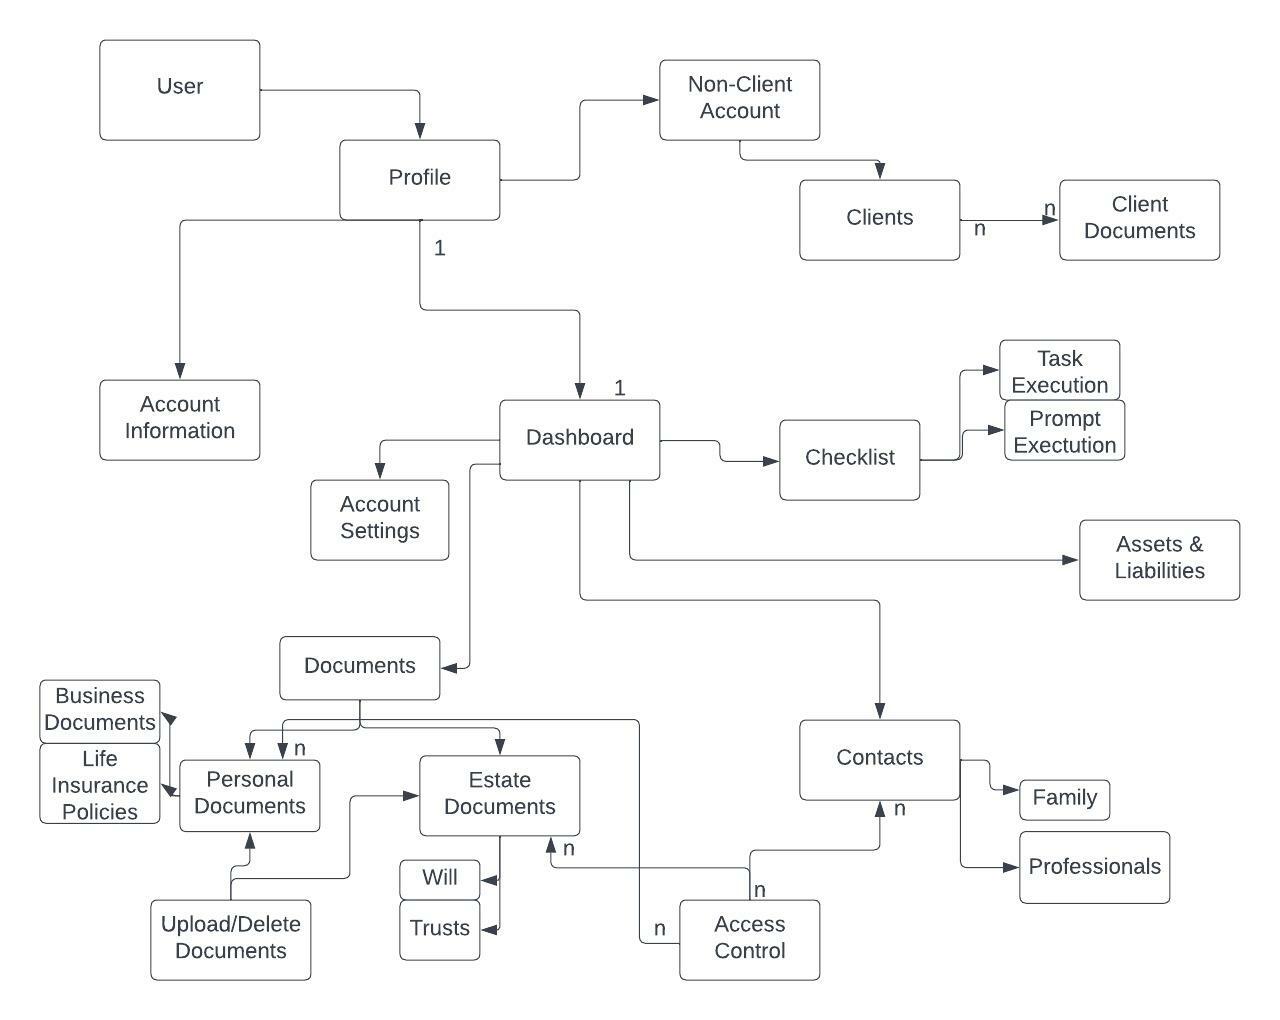 User
Non-Client
Account
Profile
Clients
n
n
Client
Documents
1
Account
Information
1
Dashboard
Checklist
Task
Execution
Prompt
Exectution
Account
Settings
Assets &
Liabilities
Documents
Business
Documents
Life
Insurance
Policies
n
Personal
Documents
Estate
Documents
Contacts
n
Family
Professionals
n
Will
Trusts
Upload/Delete
Documents
n
n
Access
Control